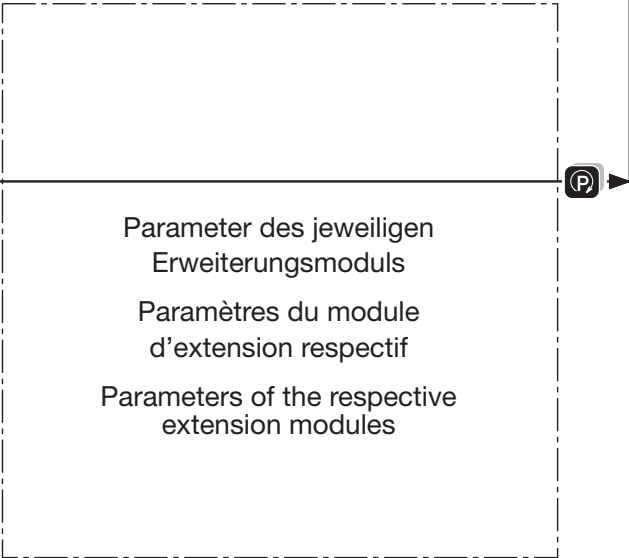 P
Parameter des jeweiligen
Erweiterungsmoduls
Paramètres du module
d’extension respectif
Parameters of the respective
extension modules